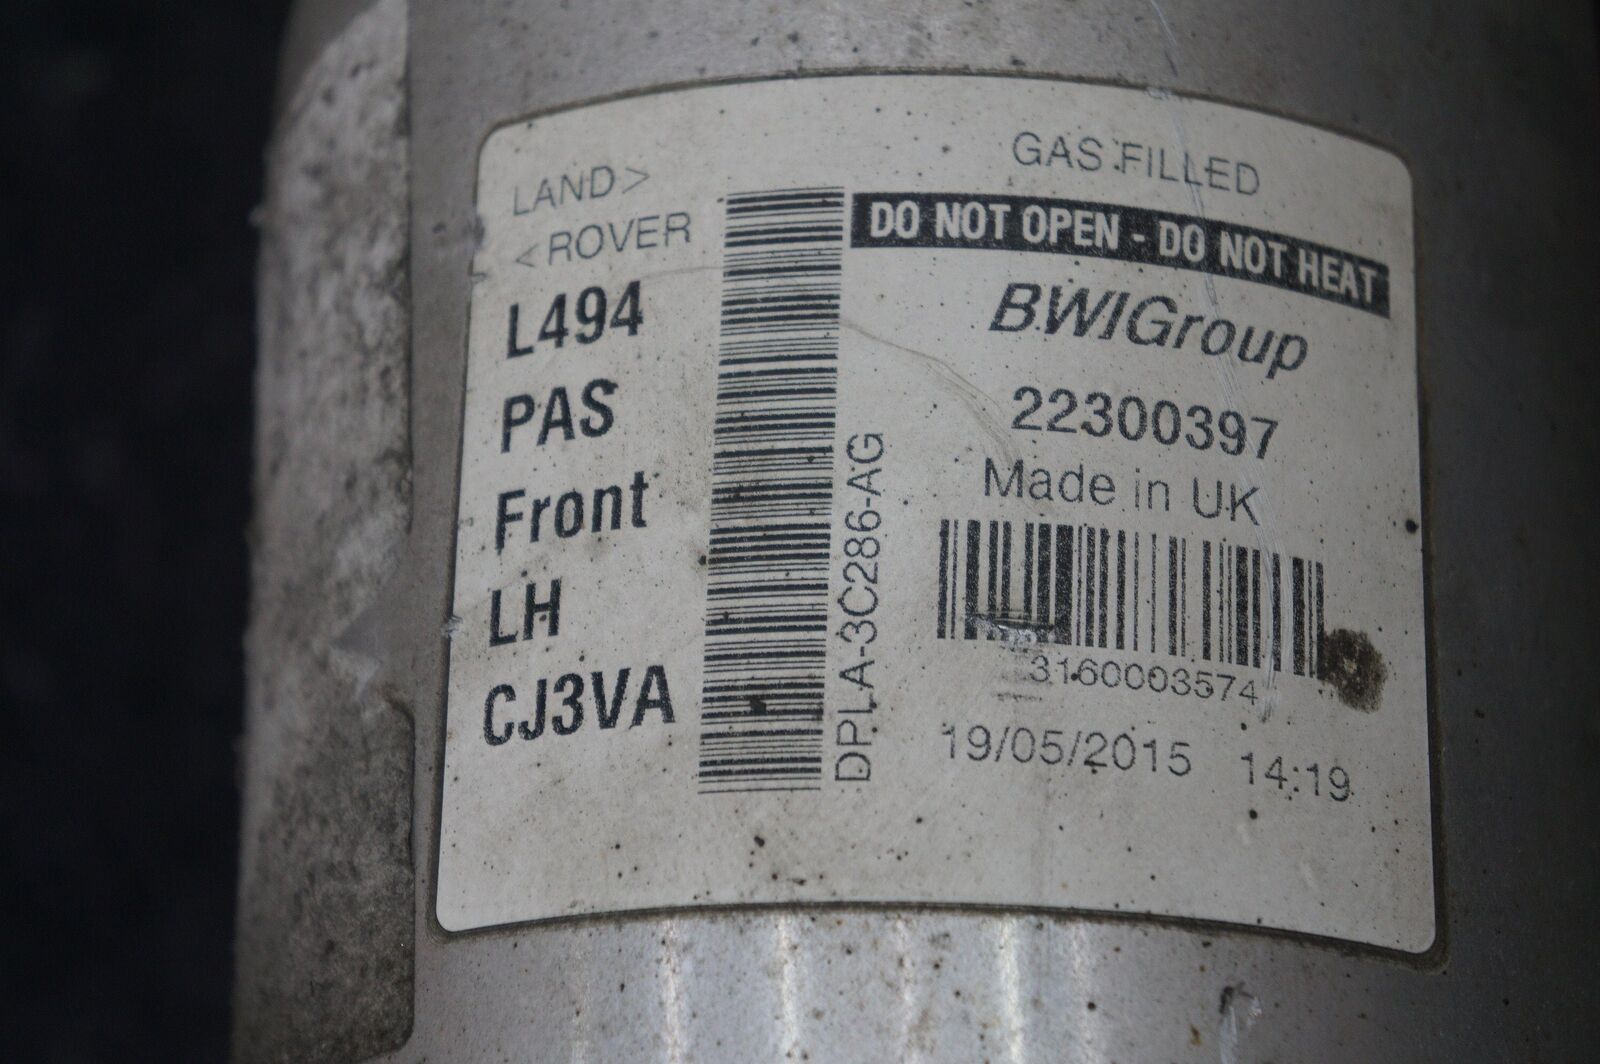 LAND>
<ROVER
L494
PAS
Front
LH
CJ3VA
DPLA-3C286-AG
GAS FILLED
DO NOT OPEN - DO NOT HEAT
BWIGroup
22300397
Made in UK
3160003574
19/05/2015 14:19